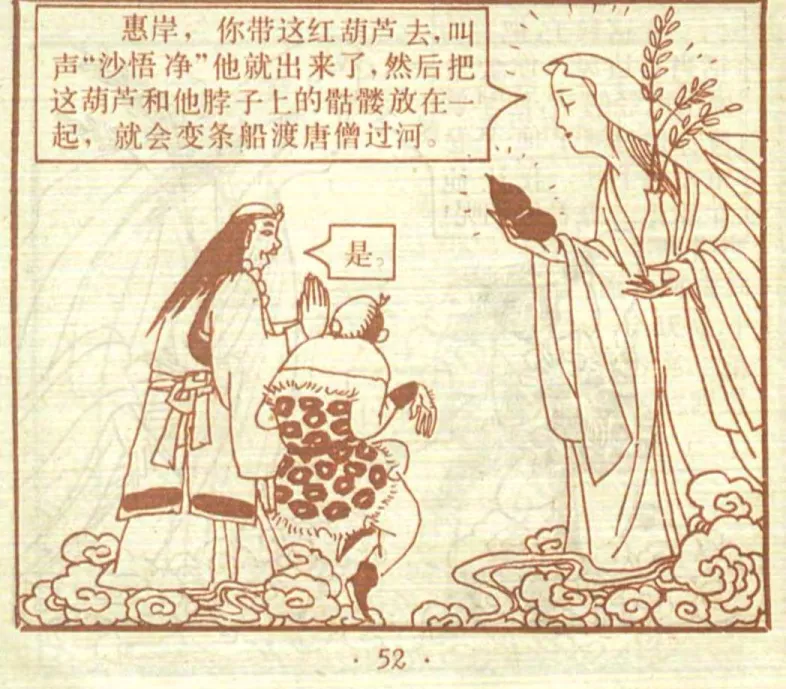 惠岸，你带这红葫芦去,叫
声“沙悟净”他就出来了,然后把
这葫芦和他脖子上的骷髅放在一
起，就会变条船渡唐僧过河。
是。
·52·